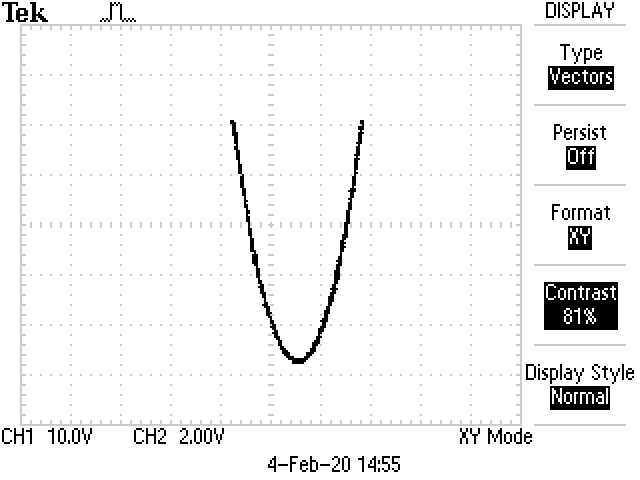 Tek
DISPLAY
Type
Vectors
Persist
Off
Format
XY
Contrast
81%
Display Style
Normal
CH1 10.0V CH2 2.00V XY Mode
4-Feb-20 14:55